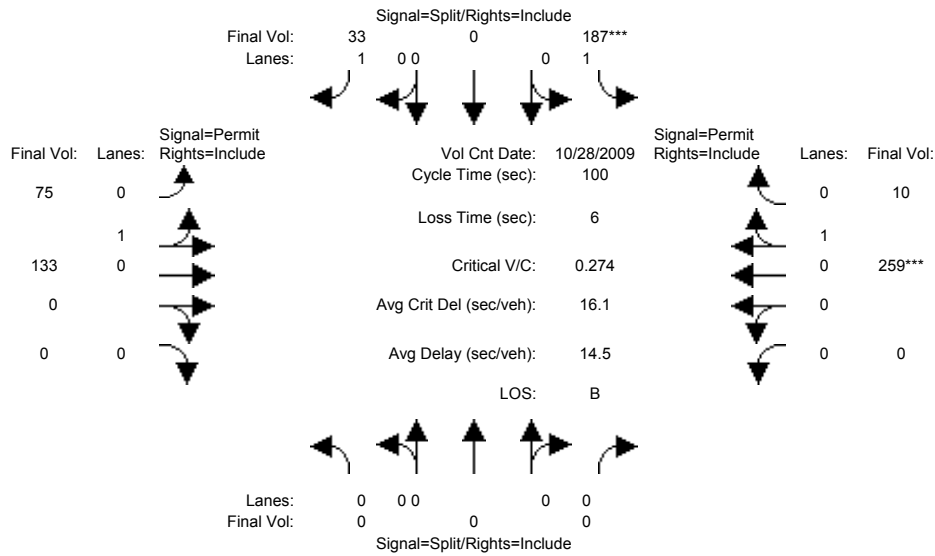 Signal=Split/Rights=Include
Final Vol: 33 0 187***
Lanes: 1 0 0 0 1
Signal=Permit Signal=Permit
Final Vol: Lanes: Rights=Include Vol Cnt Date: 10/28/2009 Rights=Include Lanes: Final Vol:
Cycle Time (sec): 100
75 0 0 10
Loss Time (sec): 6
1 1
133 0 Critical V/C: 0.274 0 259***
0 Avg Crit Del (sec/veh): 16.1 0
0 0 Avg Delay (sec/veh): 14.5 0 0
LOS: B
Lanes: 0 0 0 0 0
Final Vol: 0 0 0
Signal=Split/Rights=Include